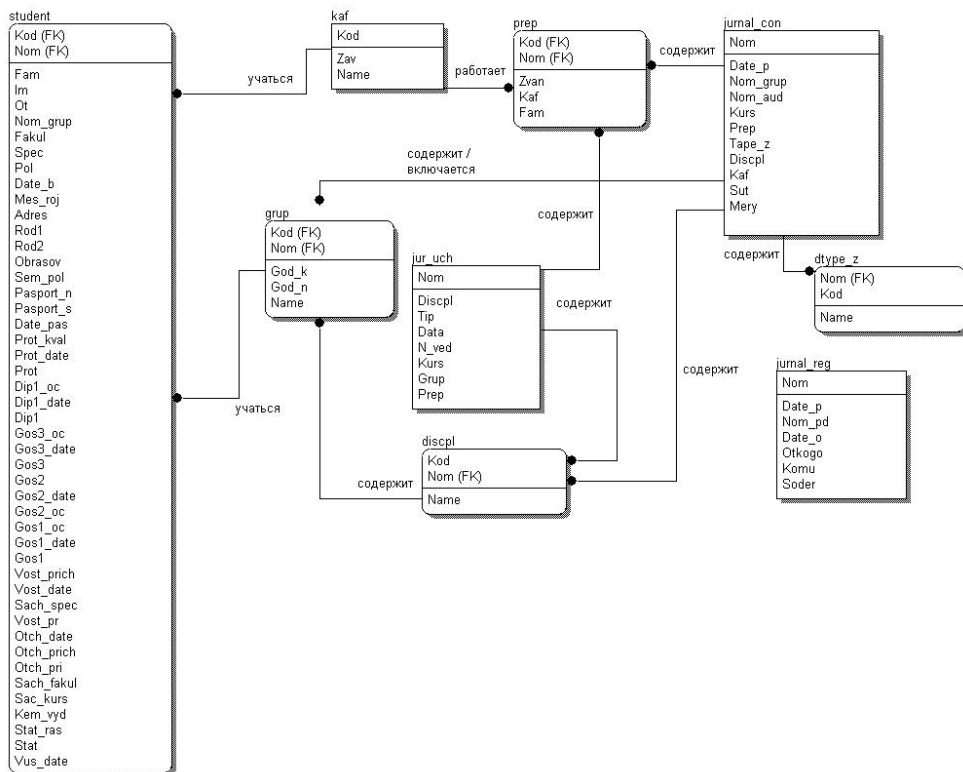 student
Kod (FK)
Nom (FK)
Fam
Im
Ot
Nom_grup
Fakul
Spec
Pol
Date_b
Mes_roj
Adres
Rod1
Rod2
Obrasov
Sem_pol
Pasport_n
Pasport_s
Date_pas
Prot_kval
Prot_date
Prot
Dip1_oc
Dip1_date
Dip1
Gos3_oc
Gos3_date
Gos3
Gos2
Gos2_date
Gos2_oc
Gos1_oc
Gos1_date
Gos1
Vost_prich
Vost_date
Sach_spec
Vost_pr
Otch_date
Otch_prich
Otch_pri
Sach_fakul
Sac_kurs
Kem_vyd
Stat_ras
Stat
Vus_date
учаться
kaf
Kod
Zav
Name
работает
prep
Kod (FK)
Nom (FK)
Zvan
Kaf
Fam
содержит
jurnal_con
Nom
Date_p
Nom_grup
Nom_aud
Kurs
Prep
Tape_z
Discpl
Kaf
Sut
Mery
содержит /
включается
grup
Kod (FK)
Nom (FK)
God_k
God_n
Name
учаться
содержит
jur_uch
Nom
Discpl
Tip
Data
N_ved
Kurs
Grup
Prep
содержит
содержит
dtype_z
Nom (FK)
Kod
Name
содержит
jurnal_reg
Nom
Date_p
Nom_pd
Date_o
Otkogo
Komu
Soder
discpl
Kod
Nom (FK)
Name
содержит